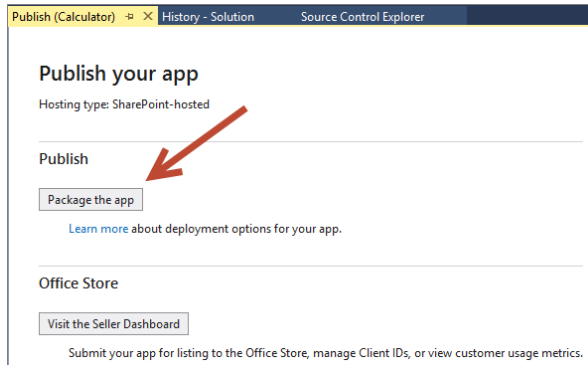 Publish (Calculator) History - Solution Source Control Explorer
Publish your app
Hosting type: SharePoint-hosted
Publish
Package the app
Learn more about deployment options for your app.
Office Store
Visit the Seller Dashboard
Submit your app for listing to the Office Store, manage Client IDs, or view customer usage metrics.